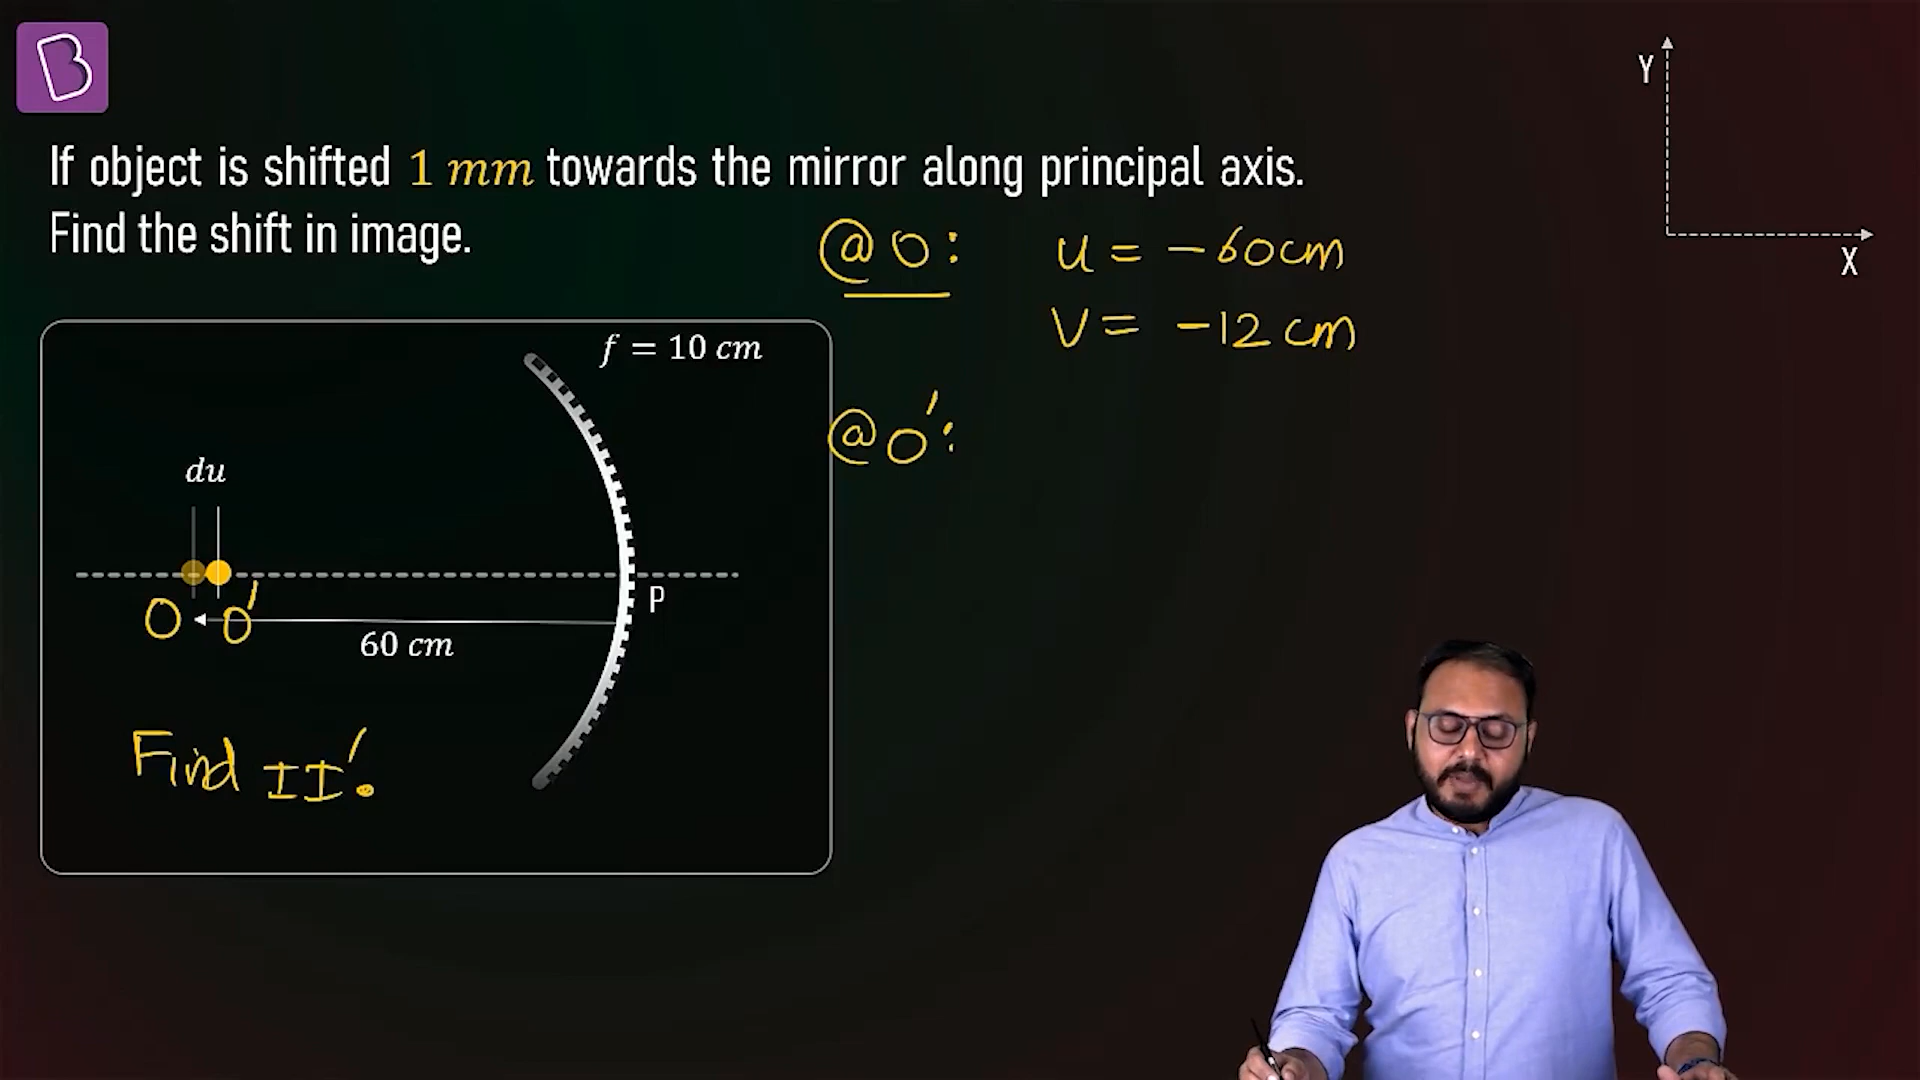 B
If object is shifted 1 mm towards the mirror along principal axis.
Find the shift in image.
@ O : u = -60cm
v = -12 cm
@ O' :
f = 10 cm
du
O O'
P
60 cm
Find II'.
Y
X